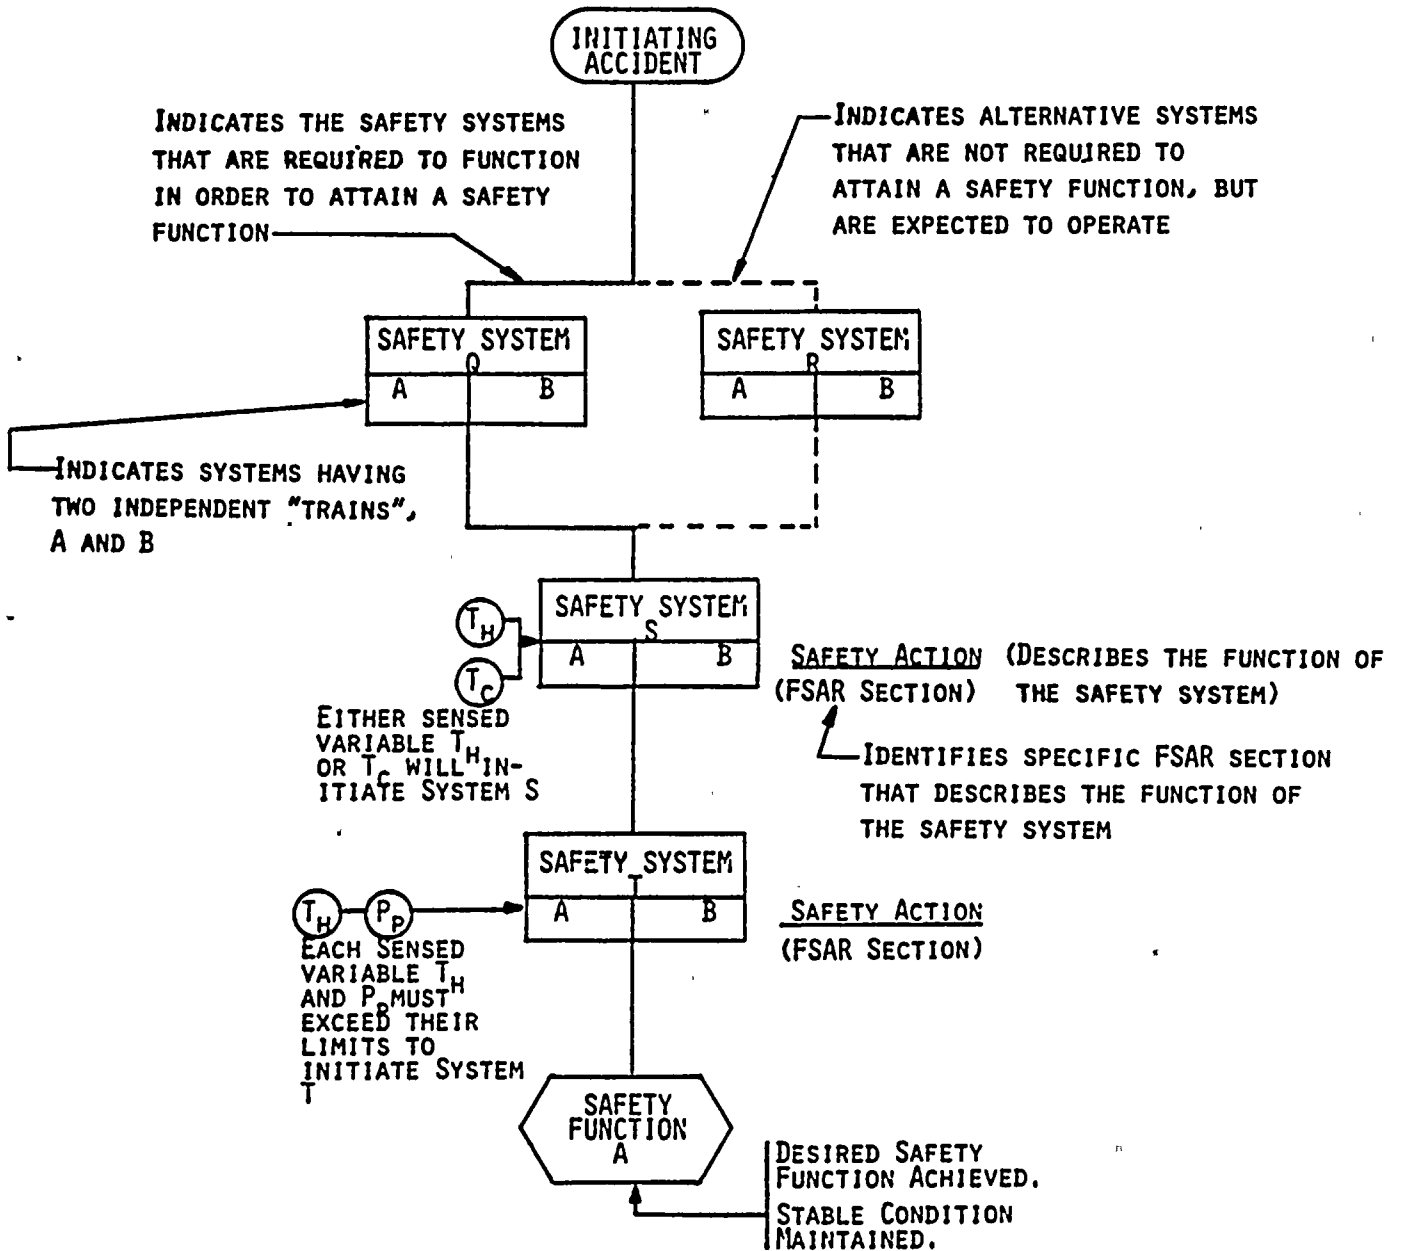 INITIATING
ACCIDENT
INDICATES THE SAFETY SYSTEMS
THAT ARE REQUIRED TO FUNCTION
IN ORDER TO ATTAIN A SAFETY
FUNCTION
INDICATES ALTERNATIVE SYSTEMS
THAT ARE NOT REQUIRED TO
ATTAIN A SAFETY FUNCTION, BUT
ARE EXPECTED TO OPERATE
SAFETY SYSTEM
Q
A B
SAFETY SYSTEM
R
A B
INDICATES SYSTEMS HAVING
TWO INDEPENDENT "TRAINS",
A AND B
SAFETY SYSTEM
S
A B
TH
TC
EITHER SENSED
VARIABLE TH
OR TC WILL IN-
ITIATE SYSTEM S
SAFETY ACTION (DESCRIBES THE FUNCTION OF
(FSAR SECTION) THE SAFETY SYSTEM)
IDENTIFIES SPECIFIC FSAR SECTION
THAT DESCRIBES THE FUNCTION OF
THE SAFETY SYSTEM
SAFETY SYSTEM
T
A B
TH PP
EACH SENSED
VARIABLE TH
AND PP MUST
EXCEED THEIR
LIMITS TO
INITIATE SYSTEM
T
SAFETY ACTION
(FSAR SECTION)
SAFETY
FUNCTION
A
DESIRED SAFETY
FUNCTION ACHIEVED.
STABLE CONDITION
MAINTAINED.